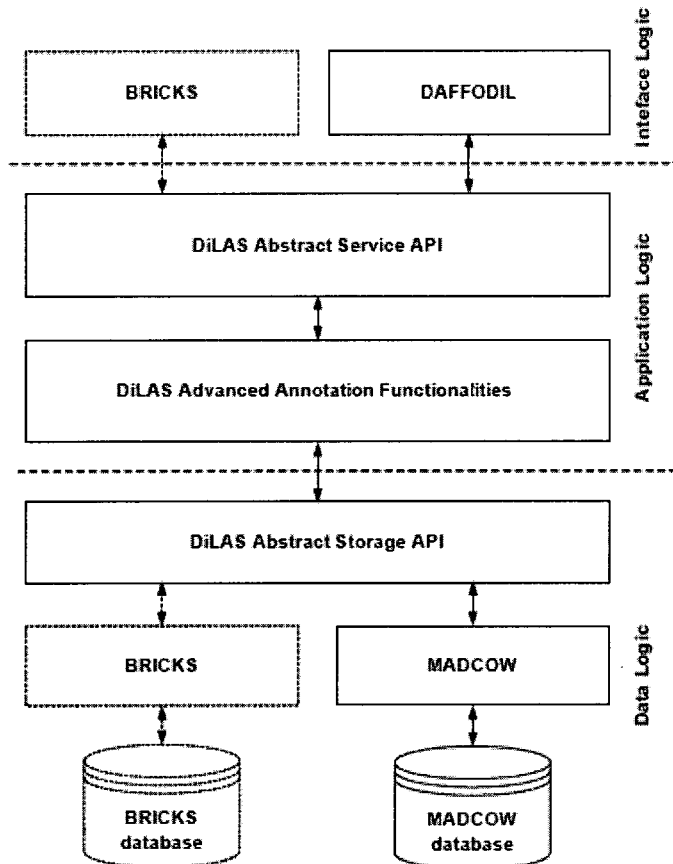 BRICKS
DAFFODIL
Inteface Logic
DiLAS Abstract Service API
DiLAS Advanced Annotation Functionalities
Application Logic
DiLAS Abstract Storage API
BRICKS
MADCOW
Data Logic
BRICKS
database
MADCOW
database